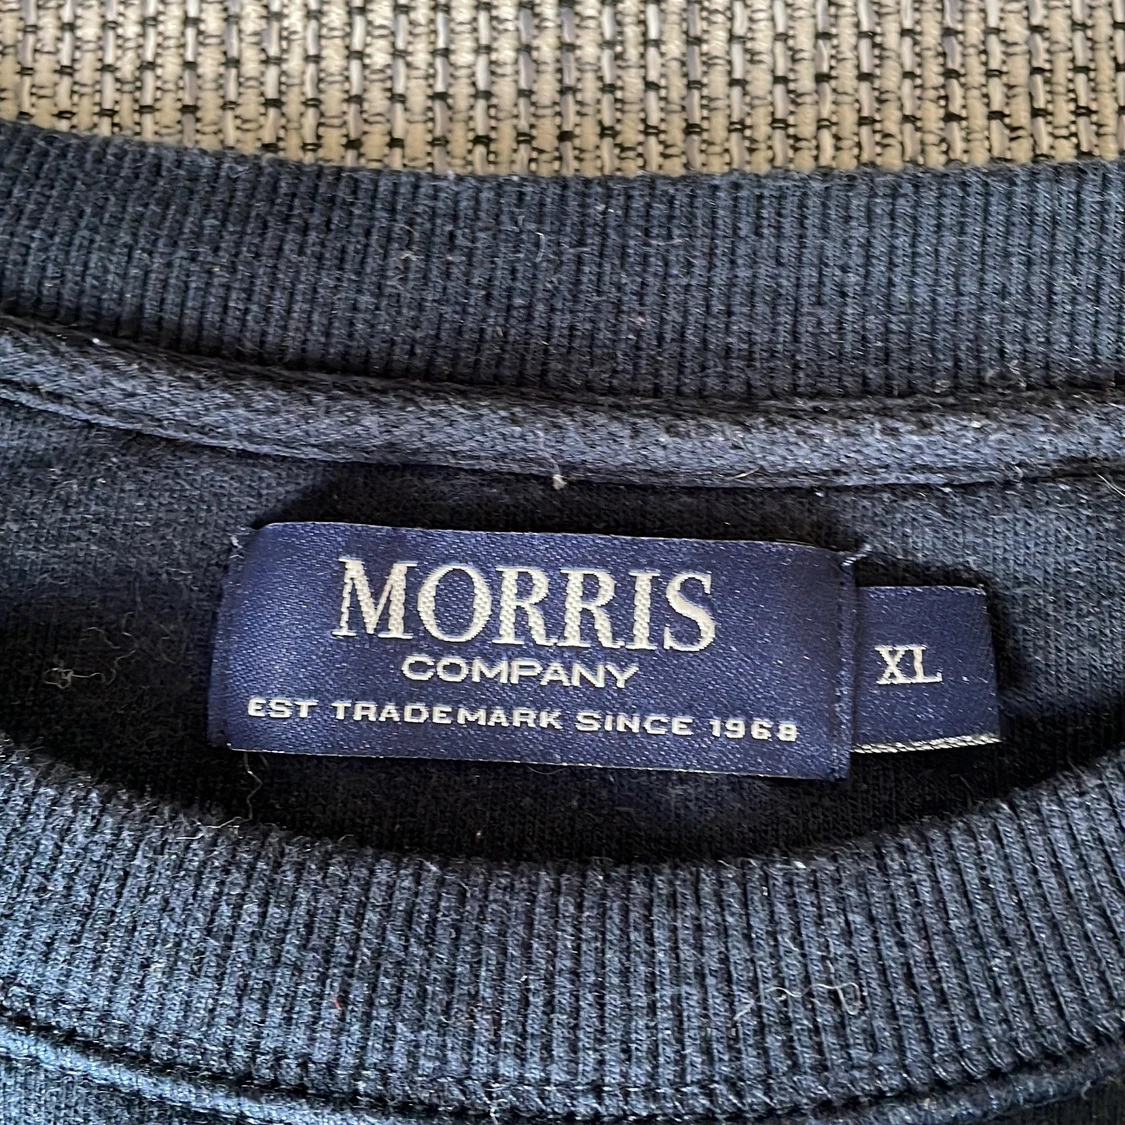 MORRIS
COMPANY
EST TRADEMARK SINCE 1968
XL